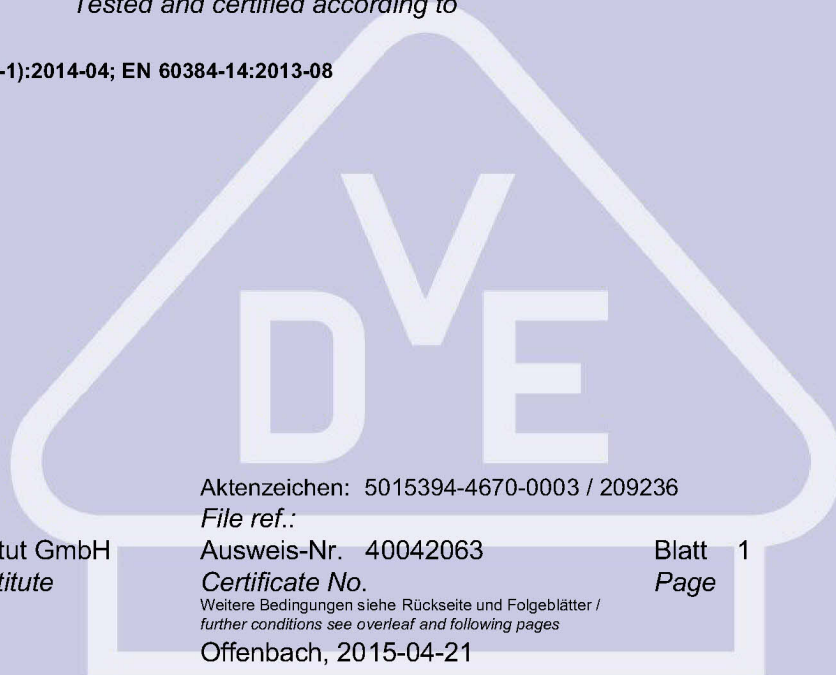 Tested and certified according to
-1):2014-04; EN 60384-14:2013-08
V
D E
Aktenzeichen: 5015394-4670-0003 / 209236
File ref.:
tut GmbH Ausweis-Nr. 40042063 Blatt 1
titute Certificate No. Page
Weitere Bedingungen siehe Rückseite und Folgeblätter /
further conditions see overleaf and following pages
Offenbach, 2015-04-21